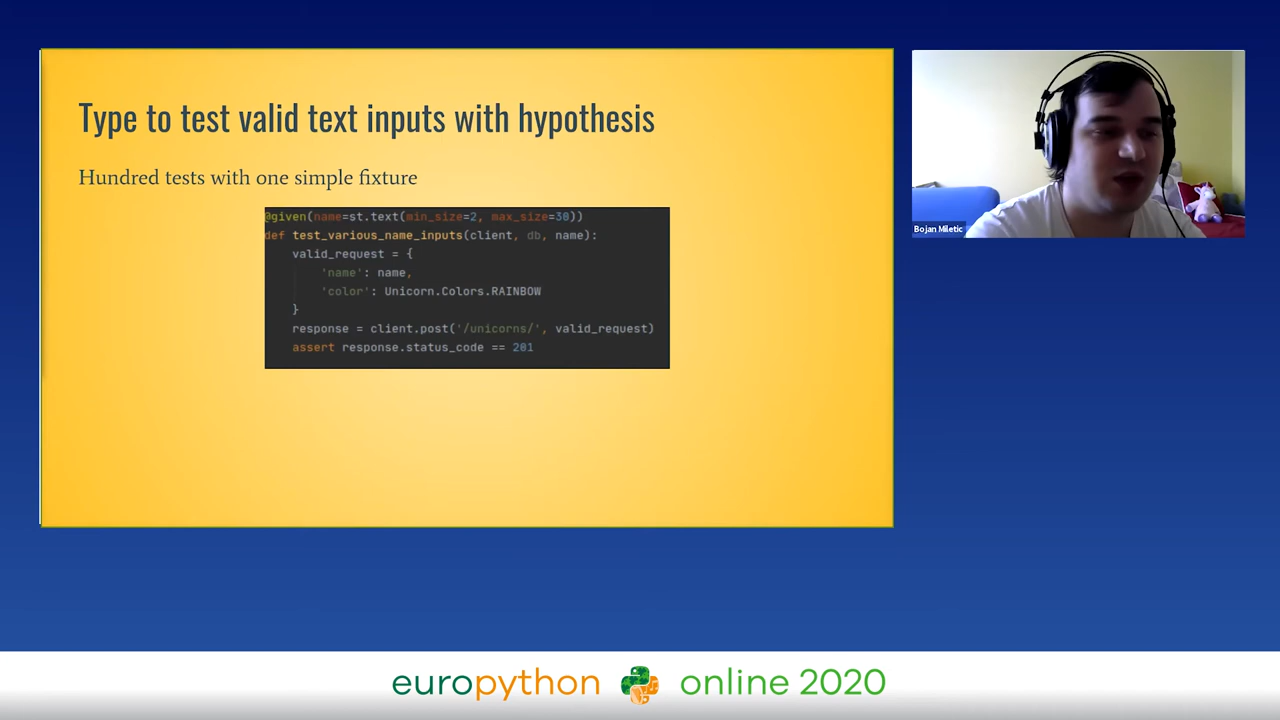 Type to test valid text inputs with hypothesis
Hundred tests with one simple fixture
@given(name=st.text(min_size=2, max_size=30))
def test_various_name_inputs(client, db, name):
valid_request = {
'name': name,
'color': Unicorn.Colors.RAINBOW
}
response = client.post('/unicorns/', valid_request)
assert response.status_code == 201
Bojan Miletic
europython online 2020